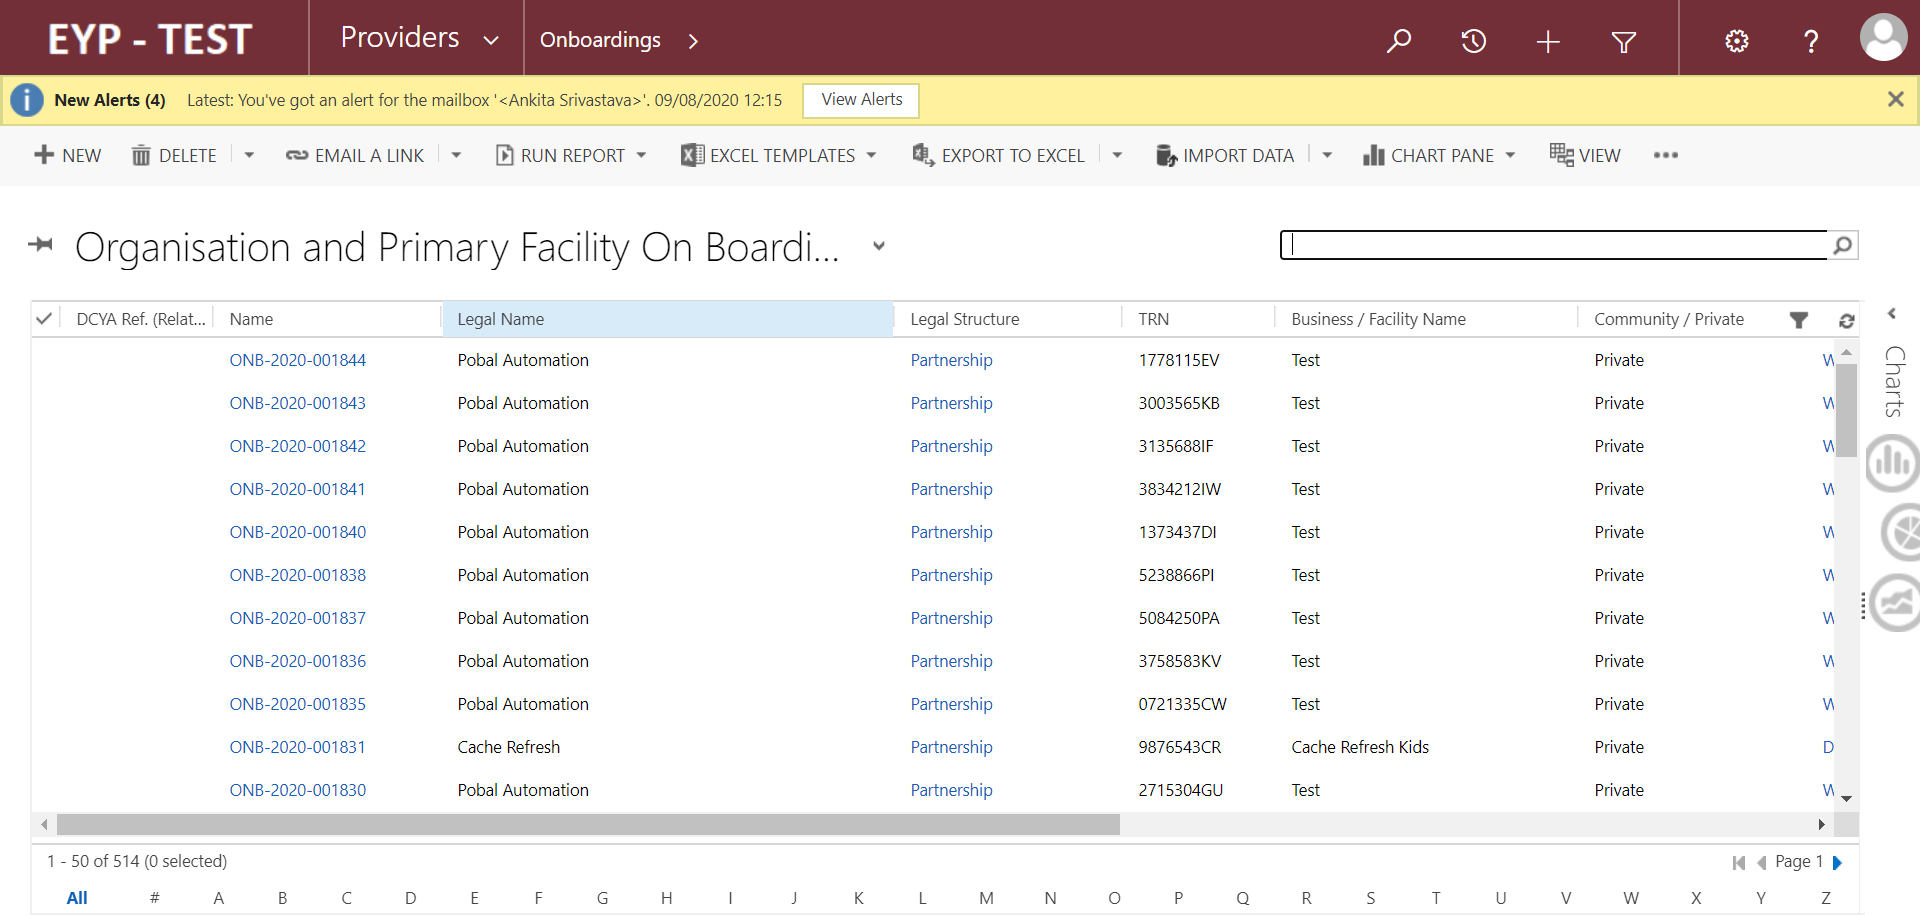 EYP - TEST Providers Onboardings
New Alerts (4) Latest: You've got an alert for the mailbox '<Ankita Srivastava>'. 09/08/2020 12:15 View Alerts
NEW DELETE EMAIL A LINK RUN REPORT EXCEL TEMPLATES EXPORT TO EXCEL IMPORT DATA CHART PANE VIEW
Organisation and Primary Facility On Boardi...
DCYA Ref. (Relat... Name Legal Name Legal Structure TRN Business / Facility Name Community / Private
ONB-2020-001844 Pobal Automation Partnership 1778115EV Test Private W
ONB-2020-001843 Pobal Automation Partnership 3003565KB Test Private W
ONB-2020-001842 Pobal Automation Partnership 3135688IF Test Private W
ONB-2020-001841 Pobal Automation Partnership 3834212IW Test Private W
ONB-2020-001840 Pobal Automation Partnership 1373437DI Test Private W
ONB-2020-001838 Pobal Automation Partnership 5238866PI Test Private W
ONB-2020-001837 Pobal Automation Partnership 5084250PA Test Private W
ONB-2020-001836 Pobal Automation Partnership 3758583KV Test Private W
ONB-2020-001835 Pobal Automation Partnership 0721335CW Test Private W
ONB-2020-001831 Cache Refresh Partnership 9876543CR Cache Refresh Kids Private D
ONB-2020-001830 Pobal Automation Partnership 2715304GU Test Private W
Charts
1 - 50 of 514 (0 selected) Page 1
All # A B C D E F G H I J K L M N O P Q R S T U V W X Y Z